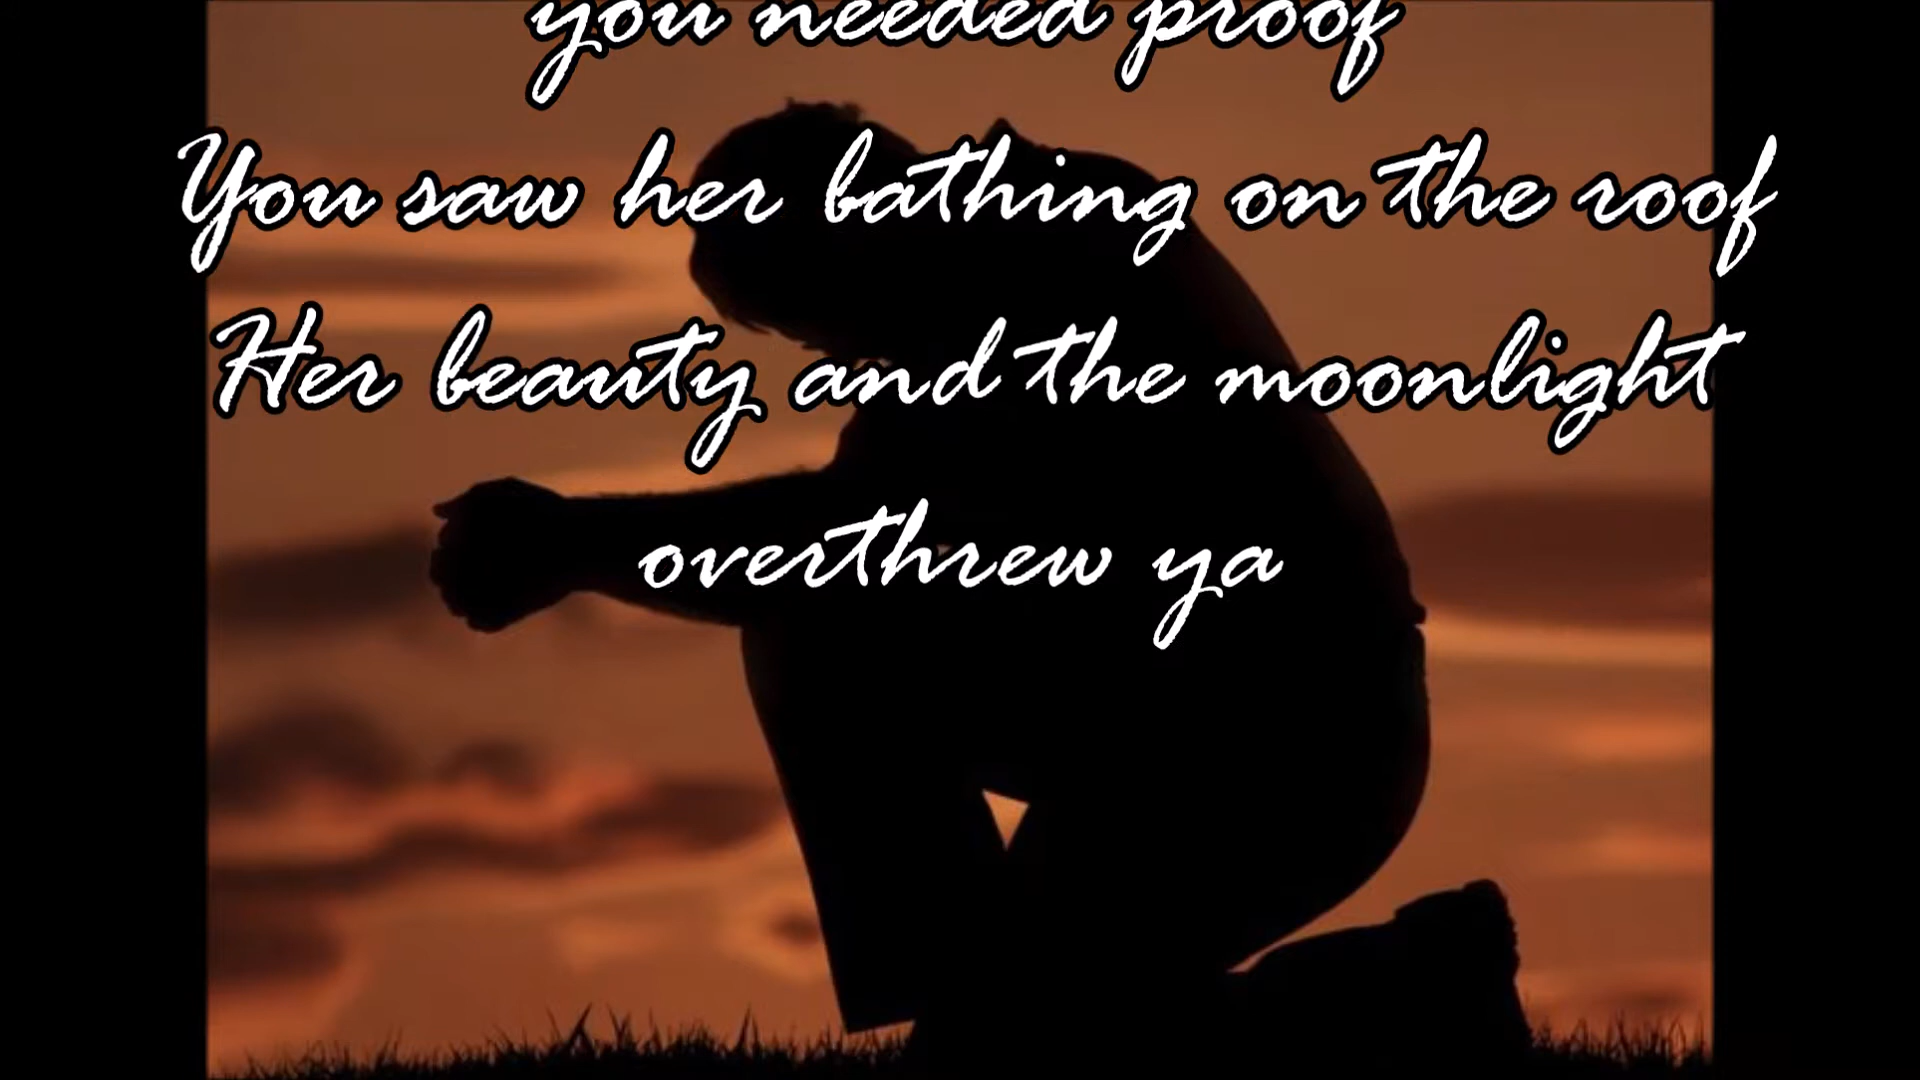 you needed proof
You saw her bathing on the roof
Her beauty and the moonlight
overthrew ya